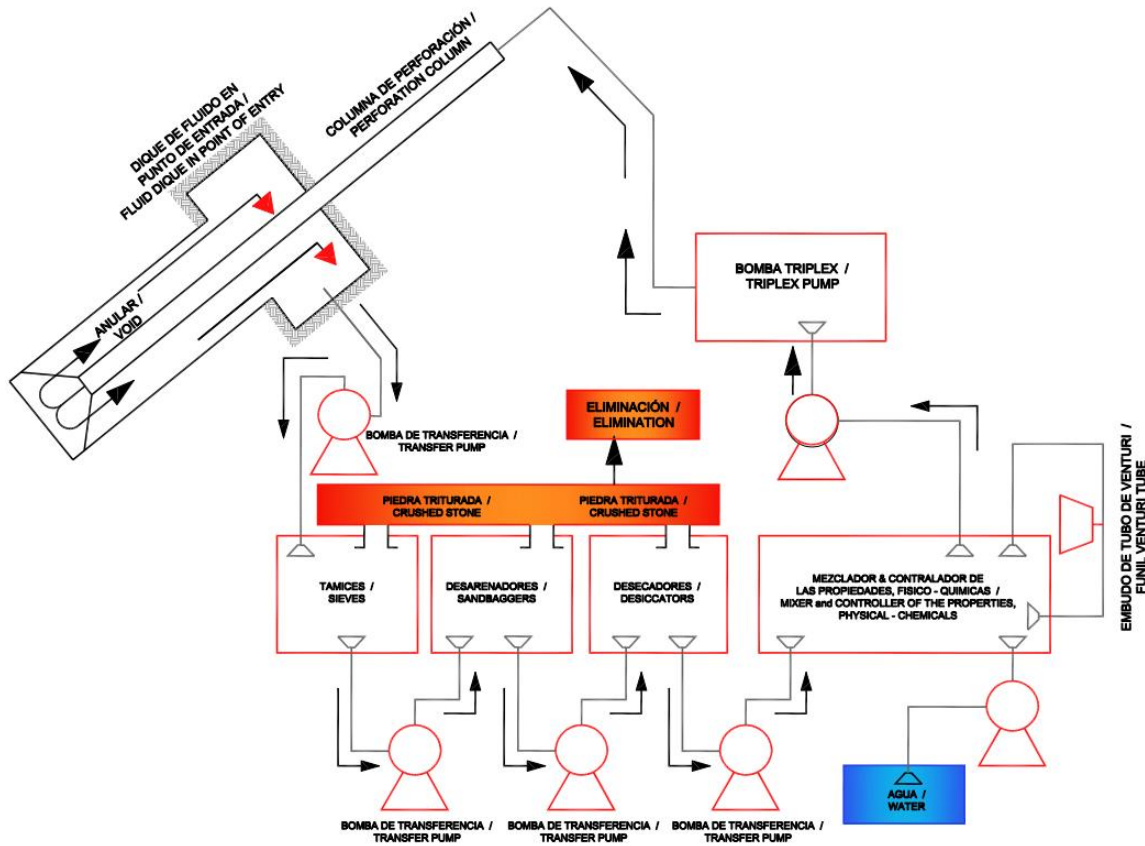 DIQUE DE FLUIDO EN
PUNTO DE ENTRADA /
FLUID DIQUE IN POINT OF ENTRY
COLUMNA DE PERFORACIÓN /
PERFORATION COLUMN
ANULAR /
VOID
BOMBA TRIPLEX /
TRIPLEX PUMP
ELIMINACIÓN /
ELIMINATION
BOMBA DE TRANSFERENCIA /
TRANSFER PUMP
PIEDRA TRITURADA /
CRUSHED STONE
PIEDRA TRITURADA /
CRUSHED STONE
TAMICES /
SIEVES
DESARENADORES /
SANDBAGGERS
DESECADORES /
DESICCATORS
MEZCLADOR & CONTRALADOR DE
LAS PROPIEDADES, FISICO - QUIMICAS /
MIXER and CONTROLLER OF THE PROPERTIES,
PHYSICAL - CHEMICALS
EMBUDO DE TUBO DE VENTURI /
FUNIL VENTURI TUBE
AGUA /
WATER
BOMBA DE TRANSFERENCIA /
TRANSFER PUMP
BOMBA DE TRANSFERENCIA /
TRANSFER PUMP
BOMBA DE TRANSFERENCIA /
TRANSFER PUMP